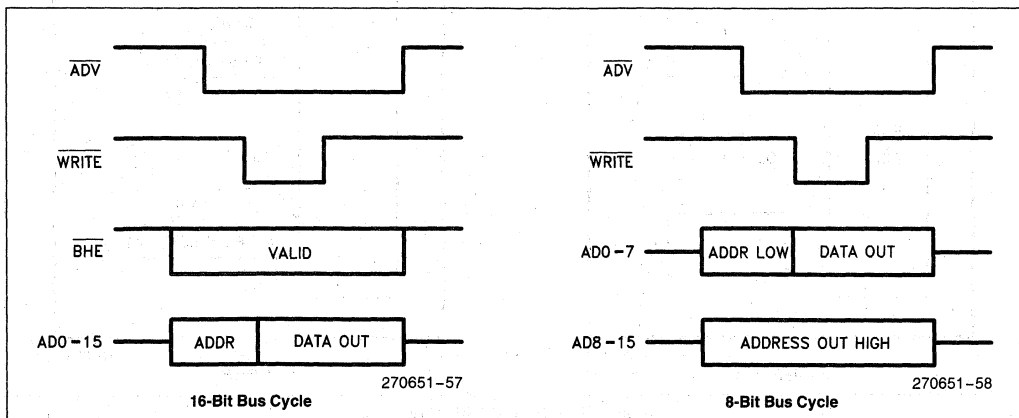 ADV
WRITE
BHE
VALID
AD0-15
ADDR
DATA OUT
270651-57
16-Bit Bus Cycle
ADV
WRITE
AD0-7
ADDR LOW
DATA OUT
AD8-15
ADDRESS OUT HIGH
270651-58
8-Bit Bus Cycle